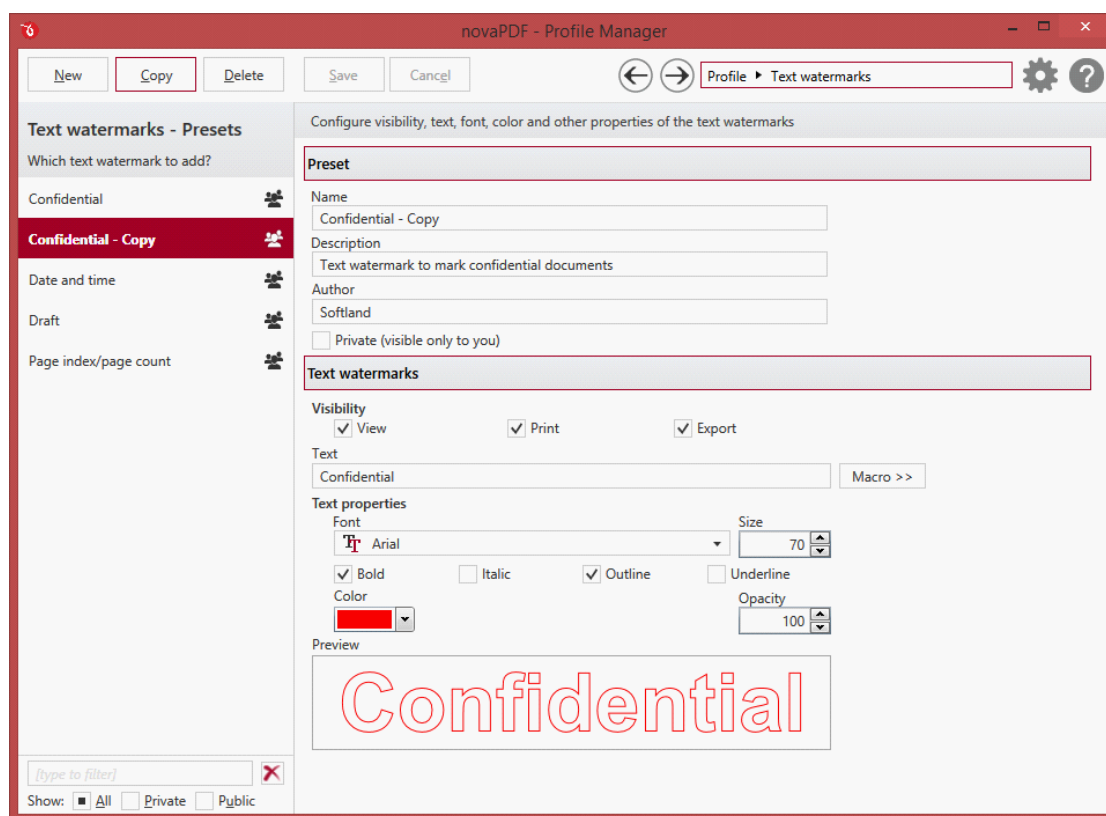 novaPDF - Profile Manager
New Copy Delete Save Cancel Profile Text watermarks
Text watermarks - Presets
Which text watermark to add?
Confidential
Confidential - Copy
Date and time
Draft
Page index/page count
[type to filter]
Show: All Private Public
Configure visibility, text, font, color and other properties of the text watermarks
Preset
Name
Confidential - Copy
Description
Text watermark to mark confidential documents
Author
Softland
Private (visible only to you)
Text watermarks
Visibility
View Print Export
Text
Confidential Macro >>
Text properties
Font Size
Arial 70
Bold Italic Outline Underline
Color Opacity
100
Preview
Confidential